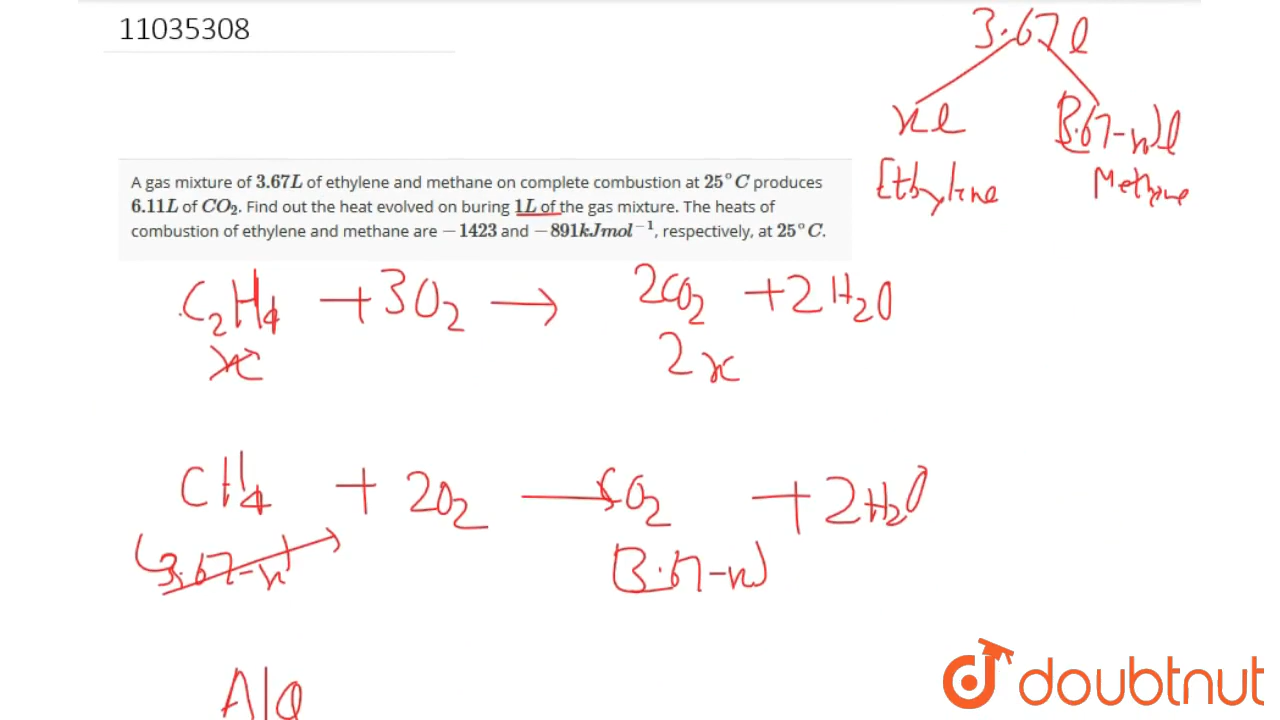 11035308
3.67l
xl
(3.67-x)l
Ethylene
Methane
A gas mixture of 3.67L of ethylene and methane on complete combustion at 25°C produces
6.11L of CO₂. Find out the heat evolved on buring 1L of the gas mixture. The heats of
combustion of ethylene and methane are −1423 and −891kJmol⁻¹, respectively, at 25°C.
C₂H₄ + 3O₂ → 2CO₂ + 2H₂O
x 2x
CH₄ + 2O₂ → CO₂ + 2H₂O
(3.67-x) (3.67-x)
A/Q
doubtnut